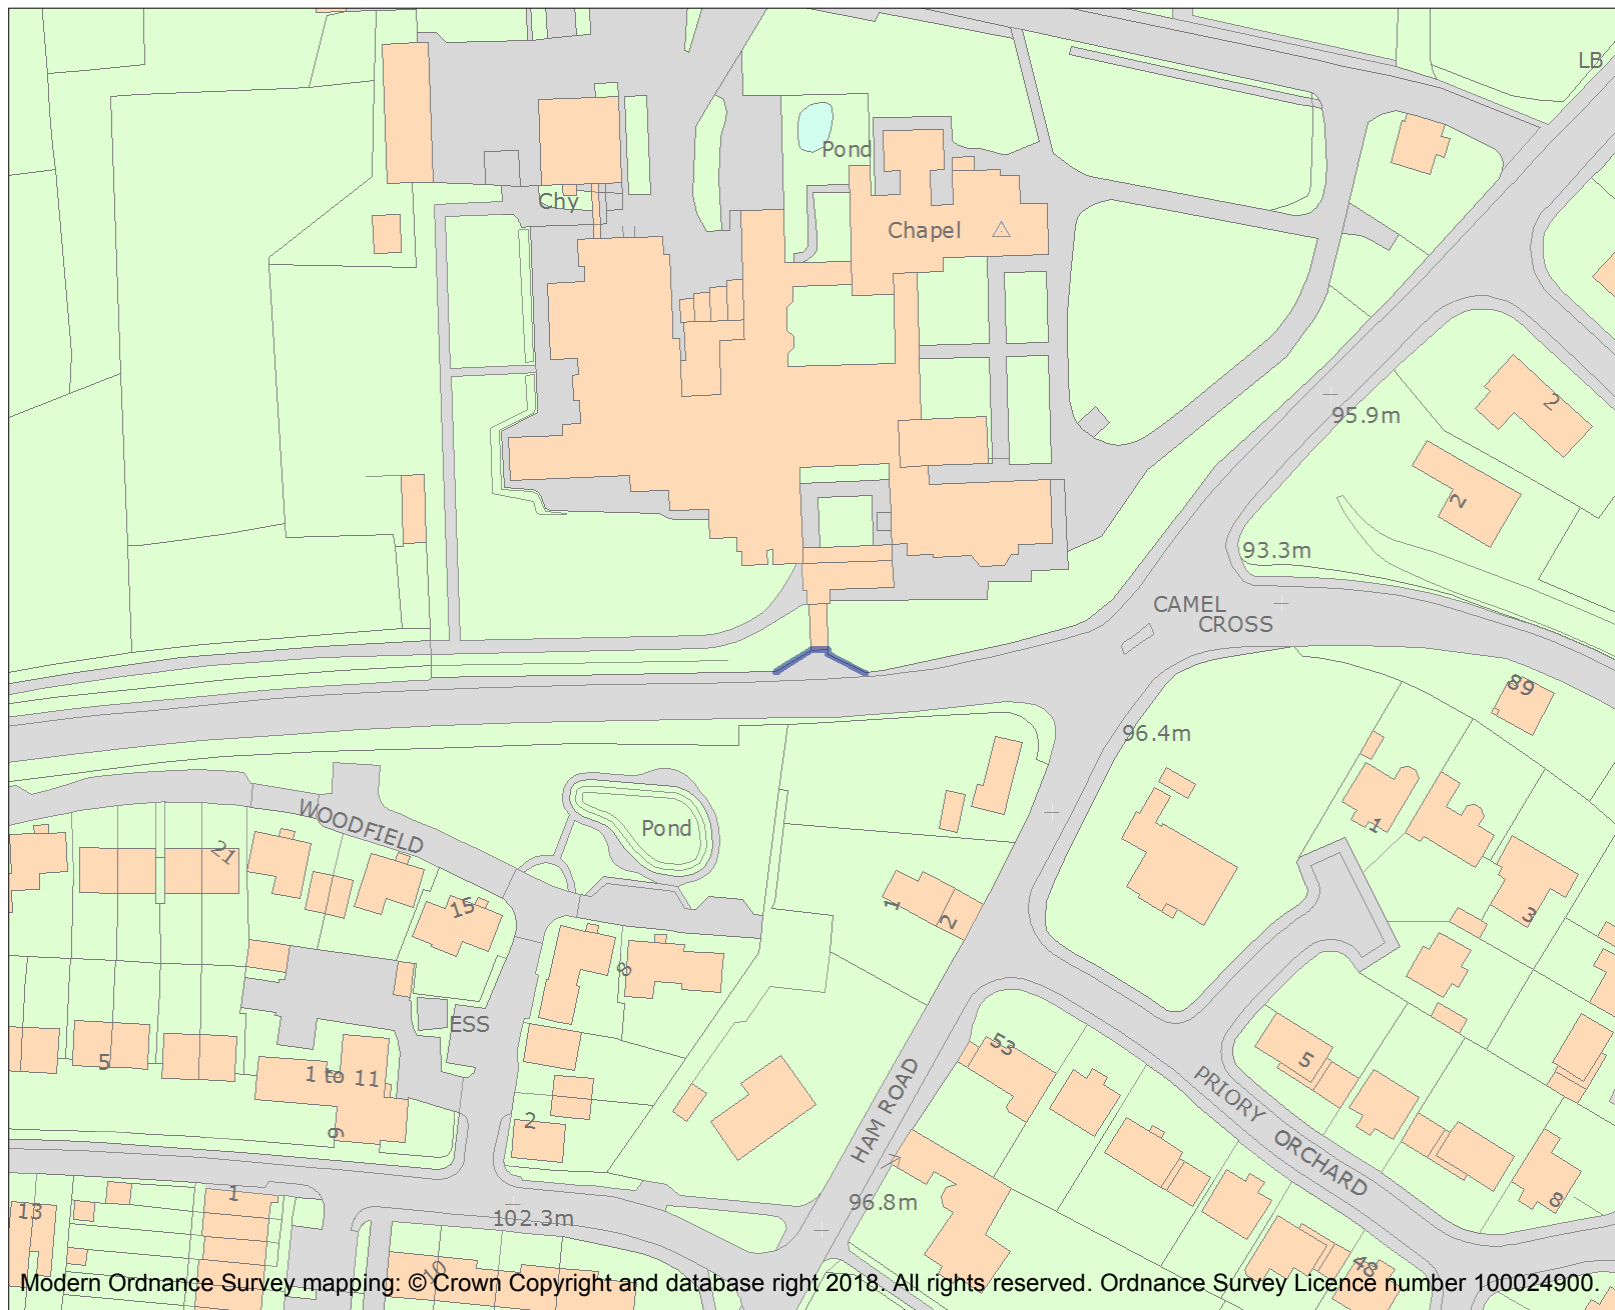 LB
Pond
Chy
Chapel
2
95.9m
2
93.3m
CAMEL
CROSS
89
96.4m
WOODFIELD
Pond
21
1
15
1
2
3
8
ESS
53
5
5
1 to 11
HAM ROAD
PRIORY ORCHARD
9
2
1
13
96.8m
8
102.3m
10
48
Modern Ordnance Survey mapping: © Crown Copyright and database right 2018. All rights reserved. Ordnance Survey Licence number 100024900.